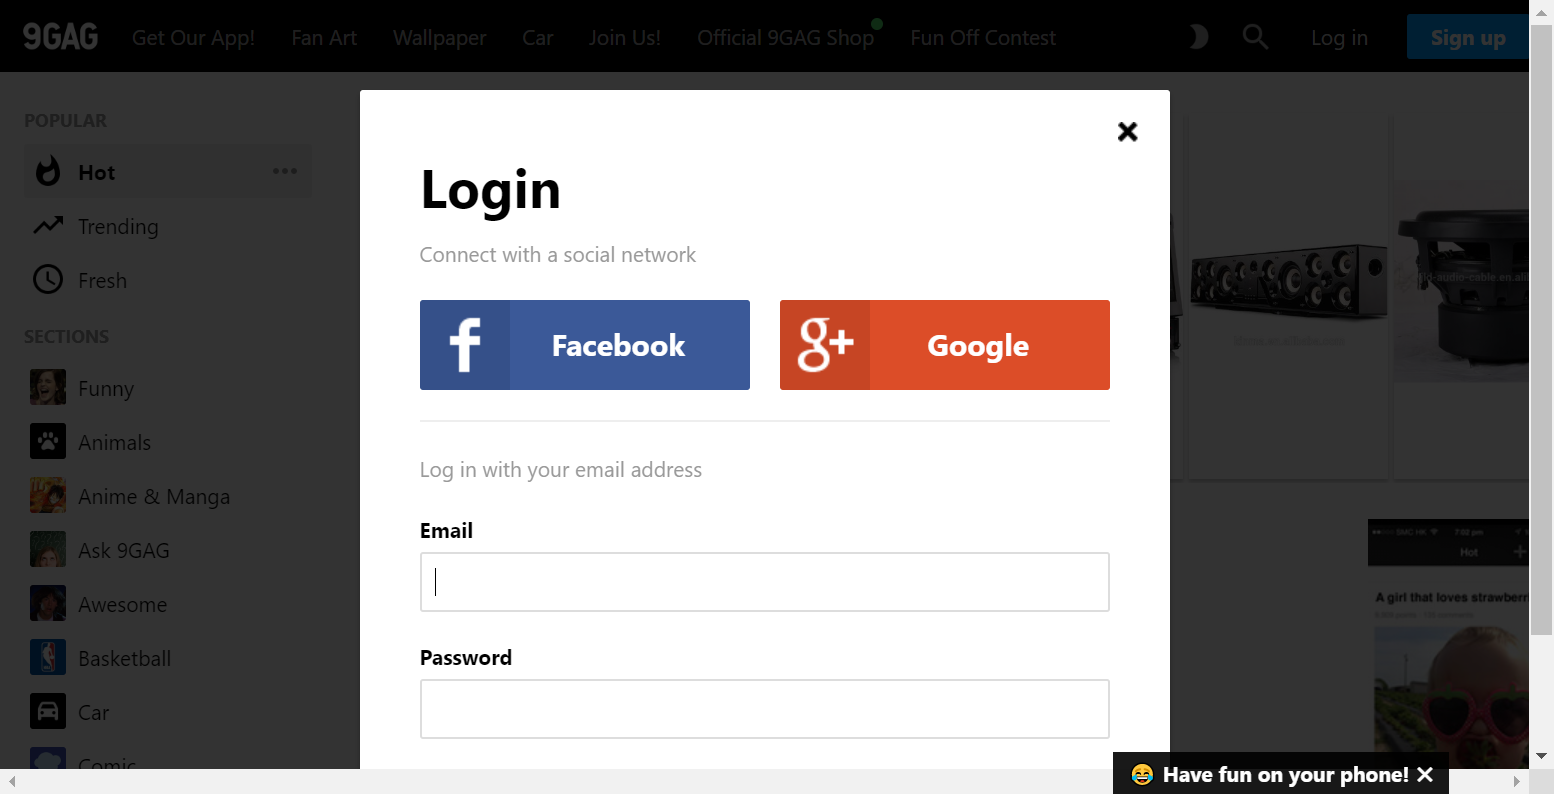 9GAG
Get Our App!
Fan Art
Wallpaper
Car
Join Us!
Official 9GAG Shop
Fun Off Contest
Log in
Sign up
POPULAR
Hot
Trending
Fresh
SECTIONS
Funny
Animals
Anime & Manga
Ask 9GAG
Awesome
Basketball
Car
Comic
Login
Connect with a social network
f Facebook
g+ Google
Log in with your email address
Email
Password
7:02 pm
Hot
A girl that loves strawberr
😂 Have fun on your phone! ✕